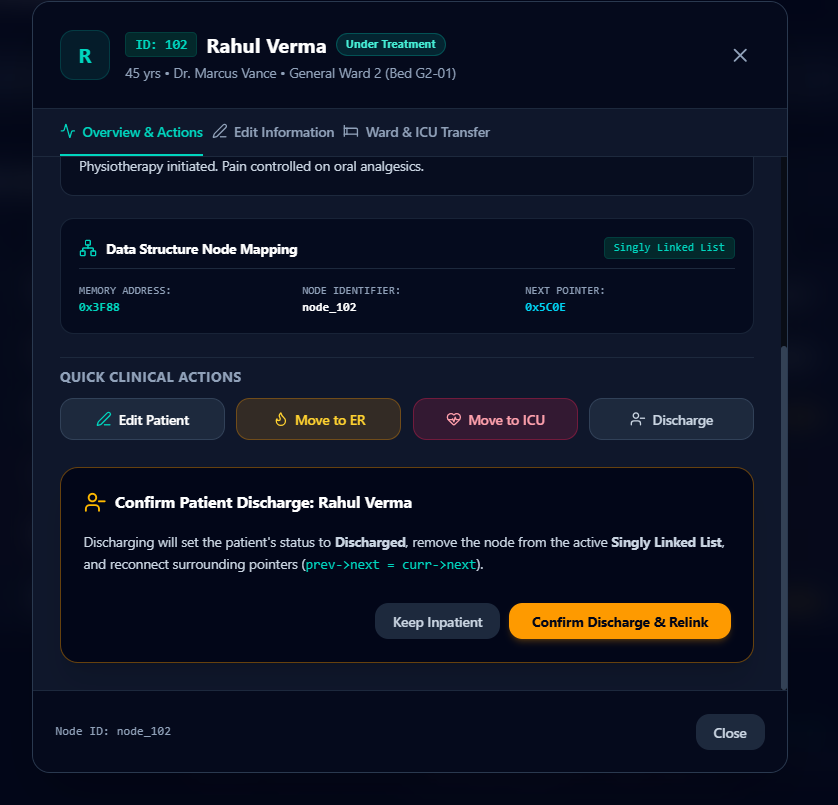 R
ID: 102 Rahul Verma Under Treatment
45 yrs • Dr. Marcus Vance • General Ward 2 (Bed G2-01)
Overview & Actions Edit Information Ward & ICU Transfer
Physiotherapy initiated. Pain controlled on oral analgesics.
Data Structure Node Mapping Singly Linked List
MEMORY ADDRESS: NODE IDENTIFIER: NEXT POINTER:
0x3F88 node_102 0x5C0E
QUICK CLINICAL ACTIONS
Edit Patient Move to ER Move to ICU Discharge
Confirm Patient Discharge: Rahul Verma
Discharging will set the patient's status to Discharged, remove the node from the active Singly Linked List,
and reconnect surrounding pointers (prev->next = curr->next).
Keep Inpatient Confirm Discharge & Relink
Node ID: node_102 Close